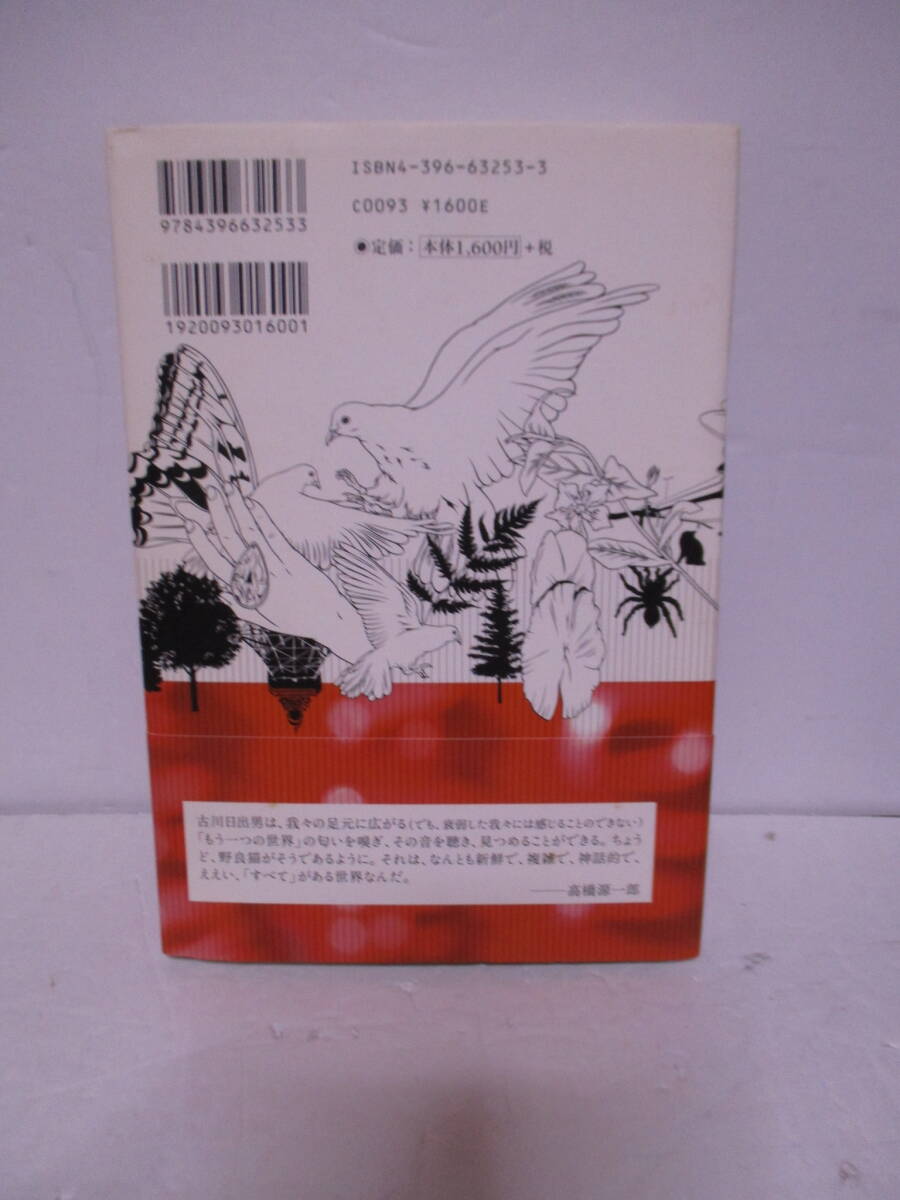 ISBN4-396-63253-3
9784396632533
C0093 ¥1600E
●定価：本体1,600円+税
1920093016001
古川日出男は、我々の足元に広がる(でも、衰弱した我々には感じることのできない)
「もう一つの世界」の匂いを嗅ぎ、その音を聴き、見つめることができる。ちょう
ど、野良猫がそうであるように。それは、なんとも新鮮で、複雑で、神話的で、
ええい、「すべて」がある世界なんだ。
――高橋源一郎